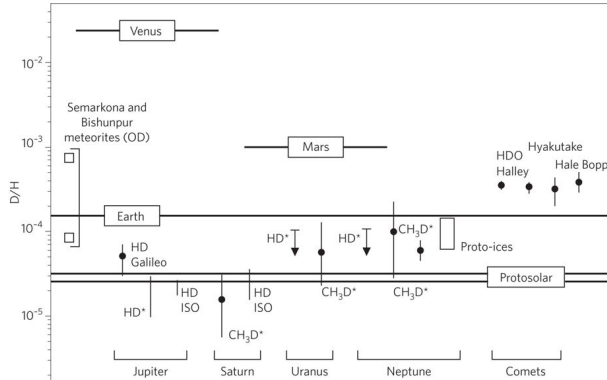 Venus
10⁻²
Semarkona and
Bishunpur
meteorites (OD)
10⁻³
Mars
Hyakutake
HDO
Halley
Hale Bopp
D/H
Earth
10⁻⁴
HD
Galileo
HD*
HD*
CH₃D*
Proto-ices
Protosolar
HD*
HD
ISO
CH₃D*
HD
ISO
CH₃D*
CH₃D*
10⁻⁵
Jupiter
Saturn
Uranus
Neptune
Comets